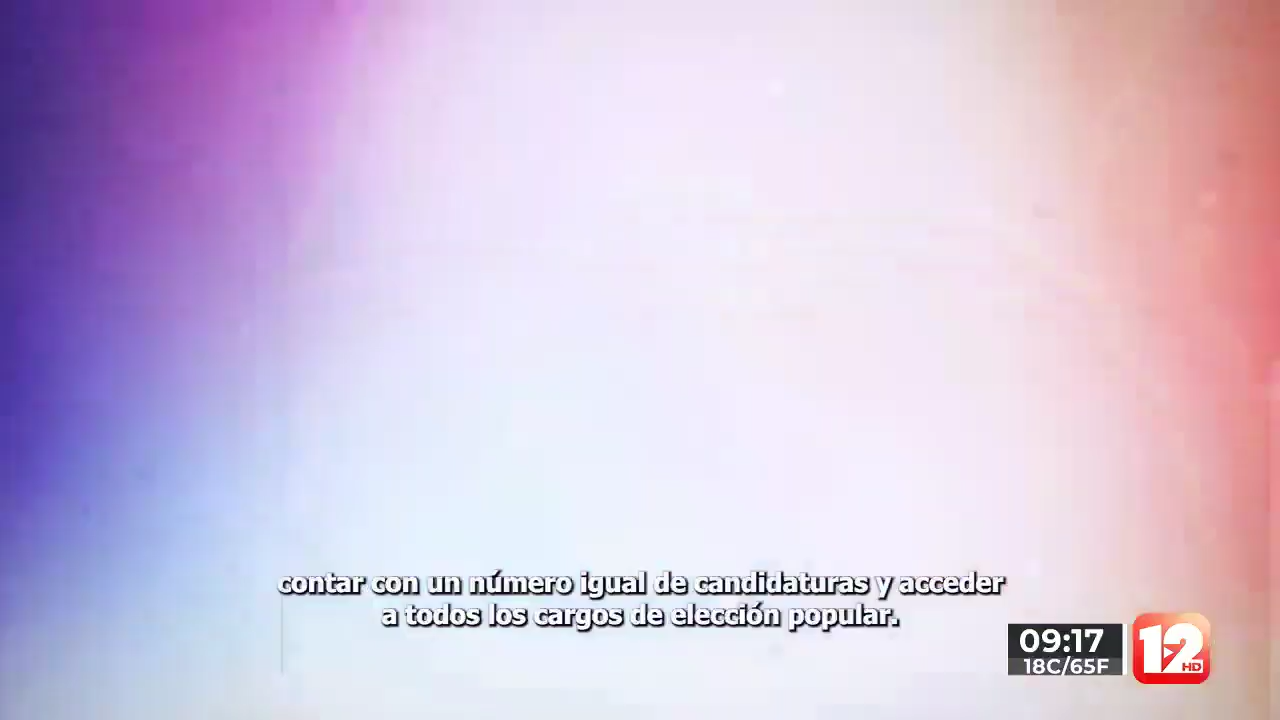 contar con un número igual de candidaturas y acceder
a todos los cargos de elección popular.
09:17
18C/65F
12
HD